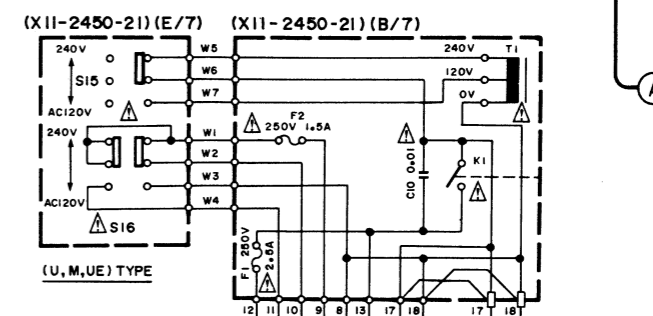 (X11-2450-21)(E/7) (X11-2450-21)(B/7)
240V
S15
AC120V
W5
W6
W7
240V
T1
120V
0V
240V
AC120V
S16
W1
W2
W3
W4
F2
250V 1.5A
C10 0.01
K1
F1 250V
2.5A
(U,M,UE) TYPE
12 11 10 9 8 13 17 18 17 18